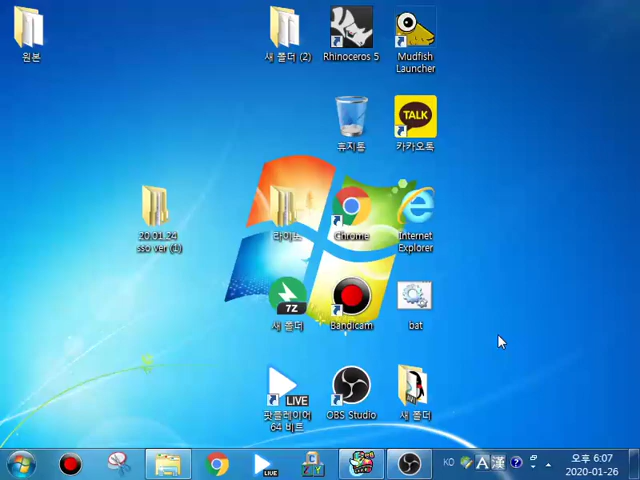 원본
새 폴더 (2)
Rhinoceros 5
Mudfish
Launcher
TALK
휴지통
카카오톡
20.01.24
sso ver (1)
라이노
Chrome
Internet
Explorer
7Z
새 폴더
Bandicam
bat
LIVE
팟플레이어
64 비트
OBS Studio
새 폴더
LIVE
KO
A 漢
오후 6:07
2020-01-26